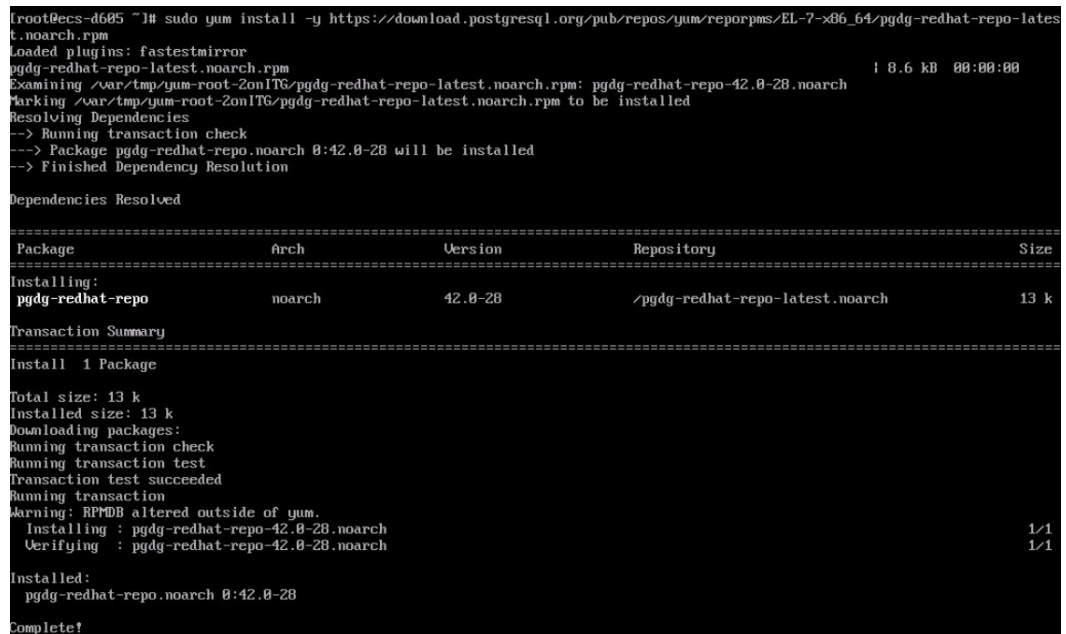 [root@ecs-d605 ~]# sudo yum install -y https://download.postgresql.org/pub/repos/yum/reporpms/EL-7-x86_64/pgdg-redhat-repo-lates
t.noarch.rpm
Loaded plugins: fastestmirror
pgdg-redhat-repo-latest.noarch.rpm | 8.6 kB 00:00:00
Examining /var/tmp/yum-root-2onITG/pgdg-redhat-repo-latest.noarch.rpm: pgdg-redhat-repo-42.0-28.noarch
Marking /var/tmp/yum-root-2onITG/pgdg-redhat-repo-latest.noarch.rpm to be installed
Resolving Dependencies
--> Running transaction check
---> Package pgdg-redhat-repo.noarch 0:42.0-28 will be installed
--> Finished Dependency Resolution
Dependencies Resolved
================================================================================
Package Arch Version Repository Size
================================================================================
Installing:
pgdg-redhat-repo noarch 42.0-28 /pgdg-redhat-repo-latest.noarch 13 k
Transaction Summary
================================================================================
Install 1 Package
Total size: 13 k
Installed size: 13 k
Downloading packages:
Running transaction check
Running transaction test
Transaction test succeeded
Running transaction
Warning: RPMDB altered outside of yum.
Installing : pgdg-redhat-repo-42.0-28.noarch 1/1
Verifying : pgdg-redhat-repo-42.0-28.noarch 1/1
Installed:
pgdg-redhat-repo.noarch 0:42.0-28
Complete!